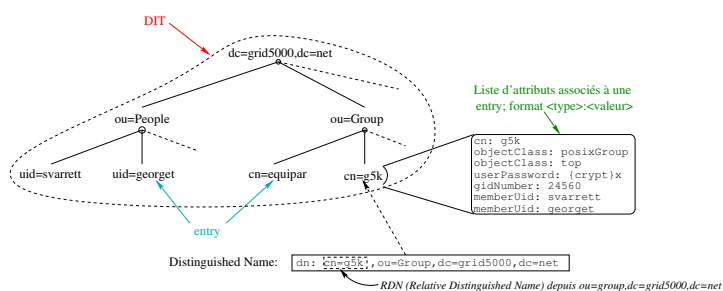 DIT
dc=grid5000,dc=net
Liste d'attributs associés à une
entry; format <type>:<valeur>
ou=People
ou=Group
cn: g5k
objectClass: posixGroup
objectClass: top
userPassword: {crypt}x
gidNumber: 24560
memberUid: svarrett
memberUid: georget
uid=svarrett
uid=georget
cn=equipar
cn=g5k
entry
Distinguished Name:
dn: cn=g5k,ou=Group,dc=grid5000,dc=net
RDN (Relative Distinguished Name) depuis ou=group,dc=grid5000,dc=net